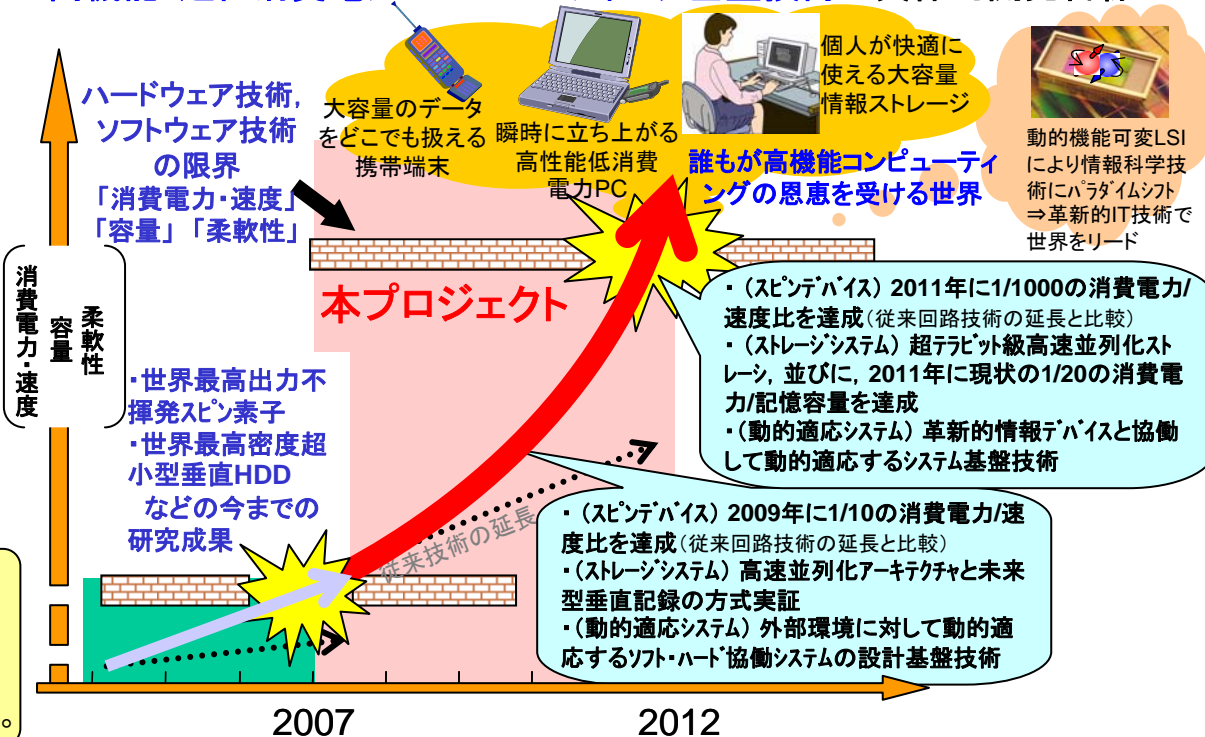 ハードウェア技術,
ソフトウェア技術
の限界
「消費電力・速度」
「容量」「柔軟性」
大容量のデータ
をどこでも扱える
携帯端末
瞬時に立ち上がる
高性能低消費
電力PC
個人が快適に
使える大容量
情報ストレージ
誰もが高機能コンピューティ
ングの恩恵を受ける世界
動的機能可変LSI
により情報科学技
術にパラダイムシフト
⇒革新的IT技術で
世界をリード
柔軟性
容量
消費電力・速度
本プロジェクト
・世界最高出力不
揮発スピン素子
・世界最高密度超
小型垂直HDD
などの今までの
研究成果
従来技術の延長
・（スピンデバイス） 2011年に1/1000の消費電力/
速度比を達成（従来回路技術の延長と比較）
・（ストレージシステム） 超テラビット級高速並列化スト
レーシ, 並びに, 2011年に現状の1/20の消費電
力/記憶容量を達成
・（動的適応システム） 革新的情報デバイスと協働
して動的適応するシステム基盤技術
・（スピンデバイス） 2009年に1/10の消費電力/速
度比を達成（従来回路技術の延長と比較）
・（ストレージシステム） 高速並列化アーキテクチャと未来
型垂直記録の方式実証
・（動的適応システム） 外部環境に対して動的適
応するソフト・ハード協働システムの設計基盤技術
。
2007
2012